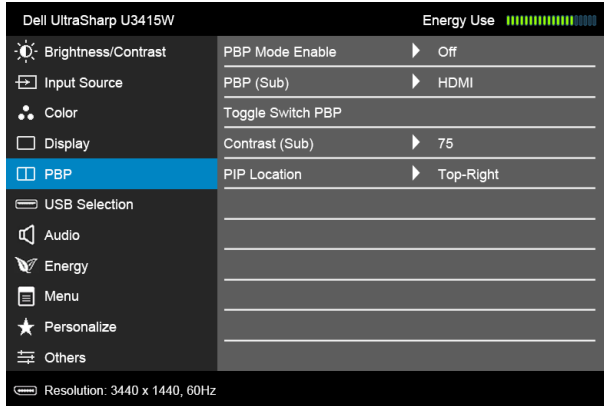 Dell UltraSharp U3415W Energy Use
Brightness/Contrast PBP Mode Enable Off
Input Source PBP (Sub) HDMI
Color Toggle Switch PBP
Display Contrast (Sub) 75
PBP PIP Location Top-Right
USB Selection
Audio
Energy
Menu
Personalize
Others
Resolution: 3440 x 1440, 60Hz